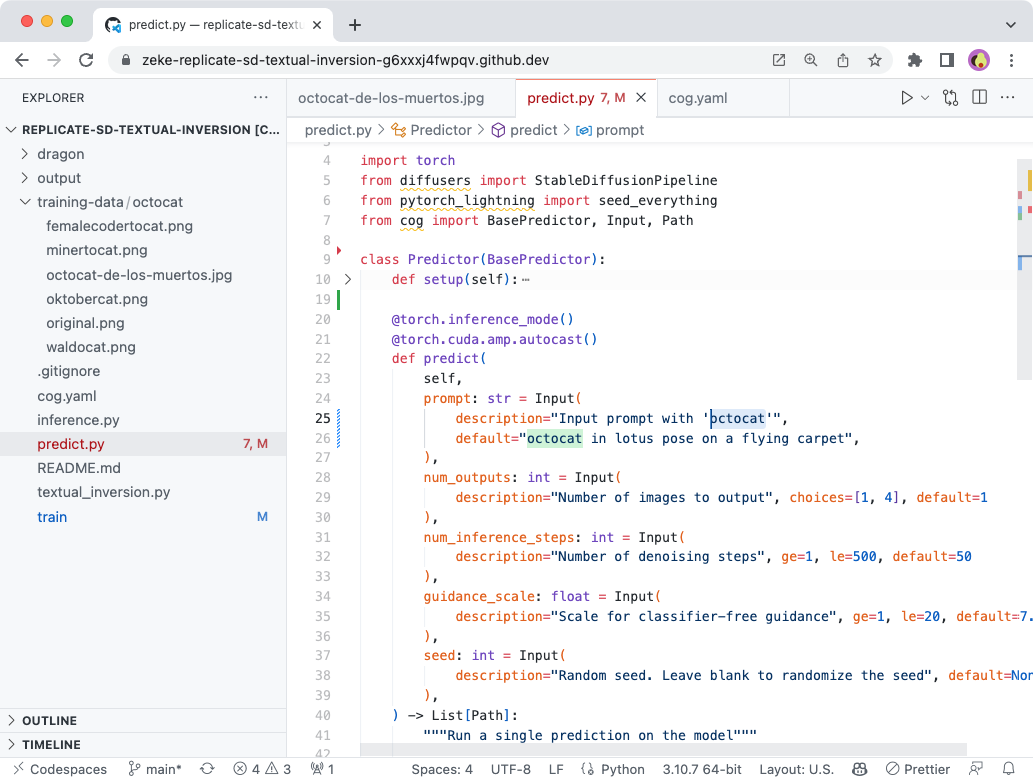 predict.py — replicate-sd-textu
zeke-replicate-sd-textual-inversion-g6xxxj4fwpqv.github.dev
EXPLORER
REPLICATE-SD-TEXTUAL-INVERSION [C...
dragon
output
training-data/octocat
femalecodertocat.png
minertocat.png
octocat-de-los-muertos.jpg
oktobercat.png
original.png
waldocat.png
.gitignore
cog.yaml
inference.py
predict.py 7, M
README.md
textual_inversion.py
train M
OUTLINE
TIMELINE
octocat-de-los-muertos.jpg predict.py 7, M cog.yaml
predict.py > Predictor > predict > prompt
3
4 import torch
5 from diffusers import StableDiffusionPipeline
6 from pytorch_lightning import seed_everything
7 from cog import BasePredictor, Input, Path
8
9 class Predictor(BasePredictor):
10 def setup(self):⋯
19
20 @torch.inference_mode()
21 @torch.cuda.amp.autocast()
22 def predict(
23 self,
24 prompt: str = Input(
25 description="Input prompt with 'octocat'",
26 default="octocat in lotus pose on a flying carpet",
27 ),
28 num_outputs: int = Input(
29 description="Number of images to output", choices=[1, 4], default=1
30 ),
31 num_inference_steps: int = Input(
32 description="Number of denoising steps", ge=1, le=500, default=50
33 ),
34 guidance_scale: float = Input(
35 description="Scale for classifier-free guidance", ge=1, le=20, default=7.
36 ),
37 seed: int = Input(
38 description="Random seed. Leave blank to randomize the seed", default=Non
39 ),
40 ) -> List[Path]:
41 """Run a single prediction on the model"""
42
Codespaces main* 4 3 1 Spaces: 4 UTF-8 LF Python 3.10.7 64-bit Layout: U.S. Prettier